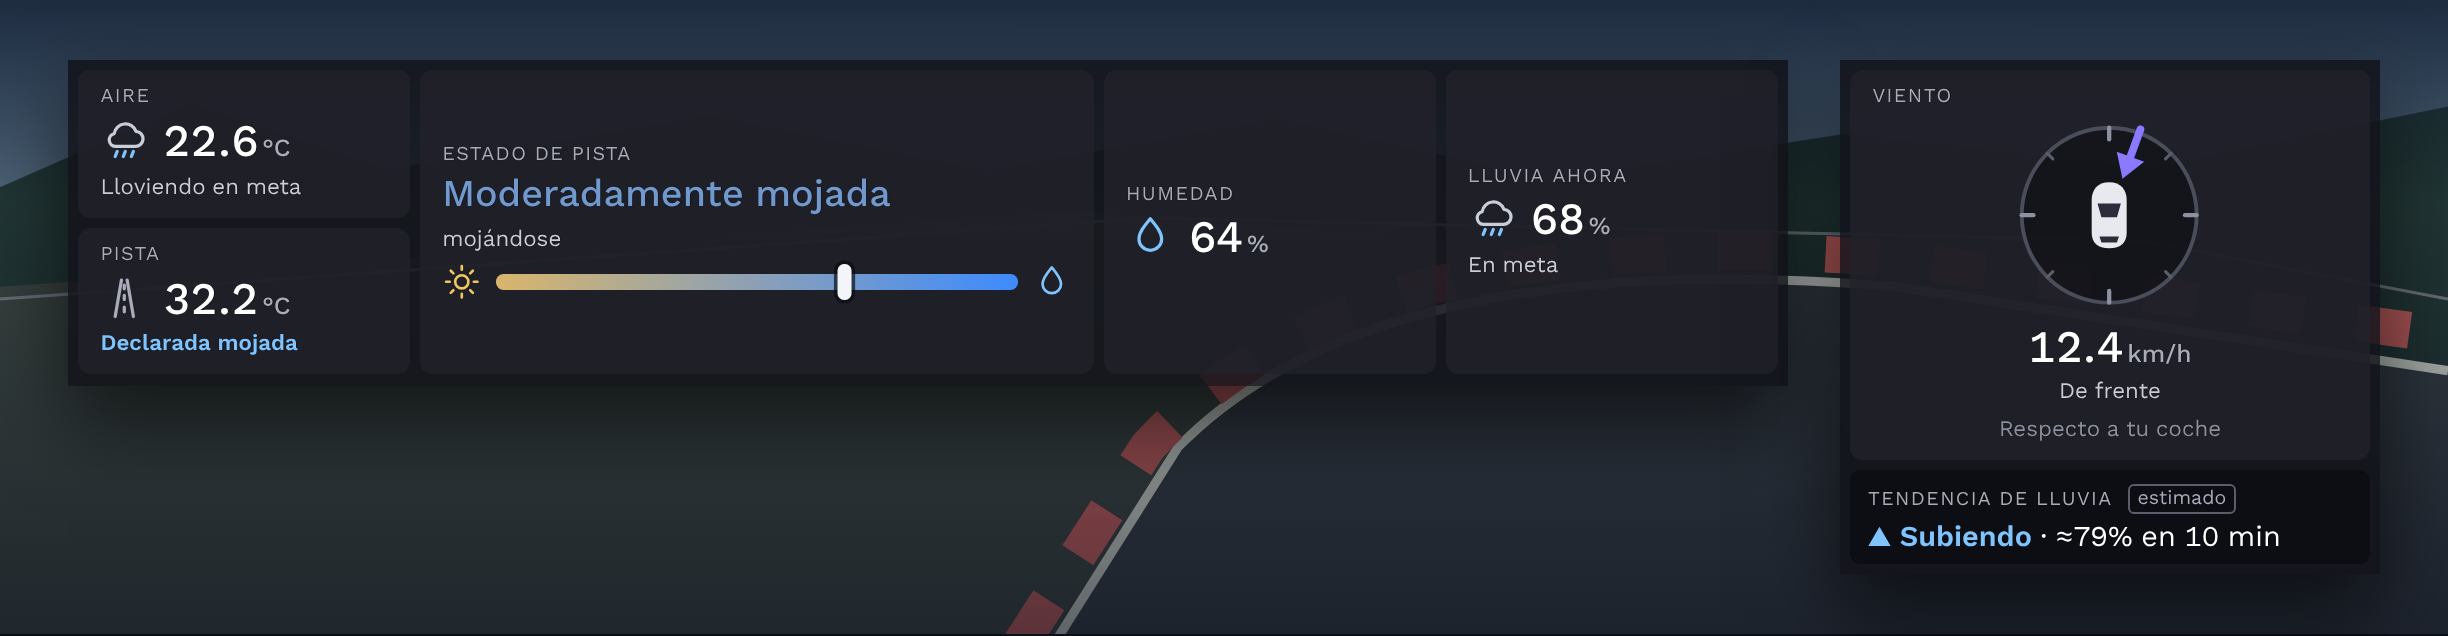 AIRE
22.6 °C
Lloviendo en meta
PISTA
32.2 °C
Declarada mojada
ESTADO DE PISTA
Moderadamente mojada
mojándose
HUMEDAD
64 %
LLUVIA AHORA
68 %
En meta
VIENTO
12.4 km/h
De frente
Respecto a tu coche
TENDENCIA DE LLUVIA estimado
▲ Subiendo · ≈79% en 10 min